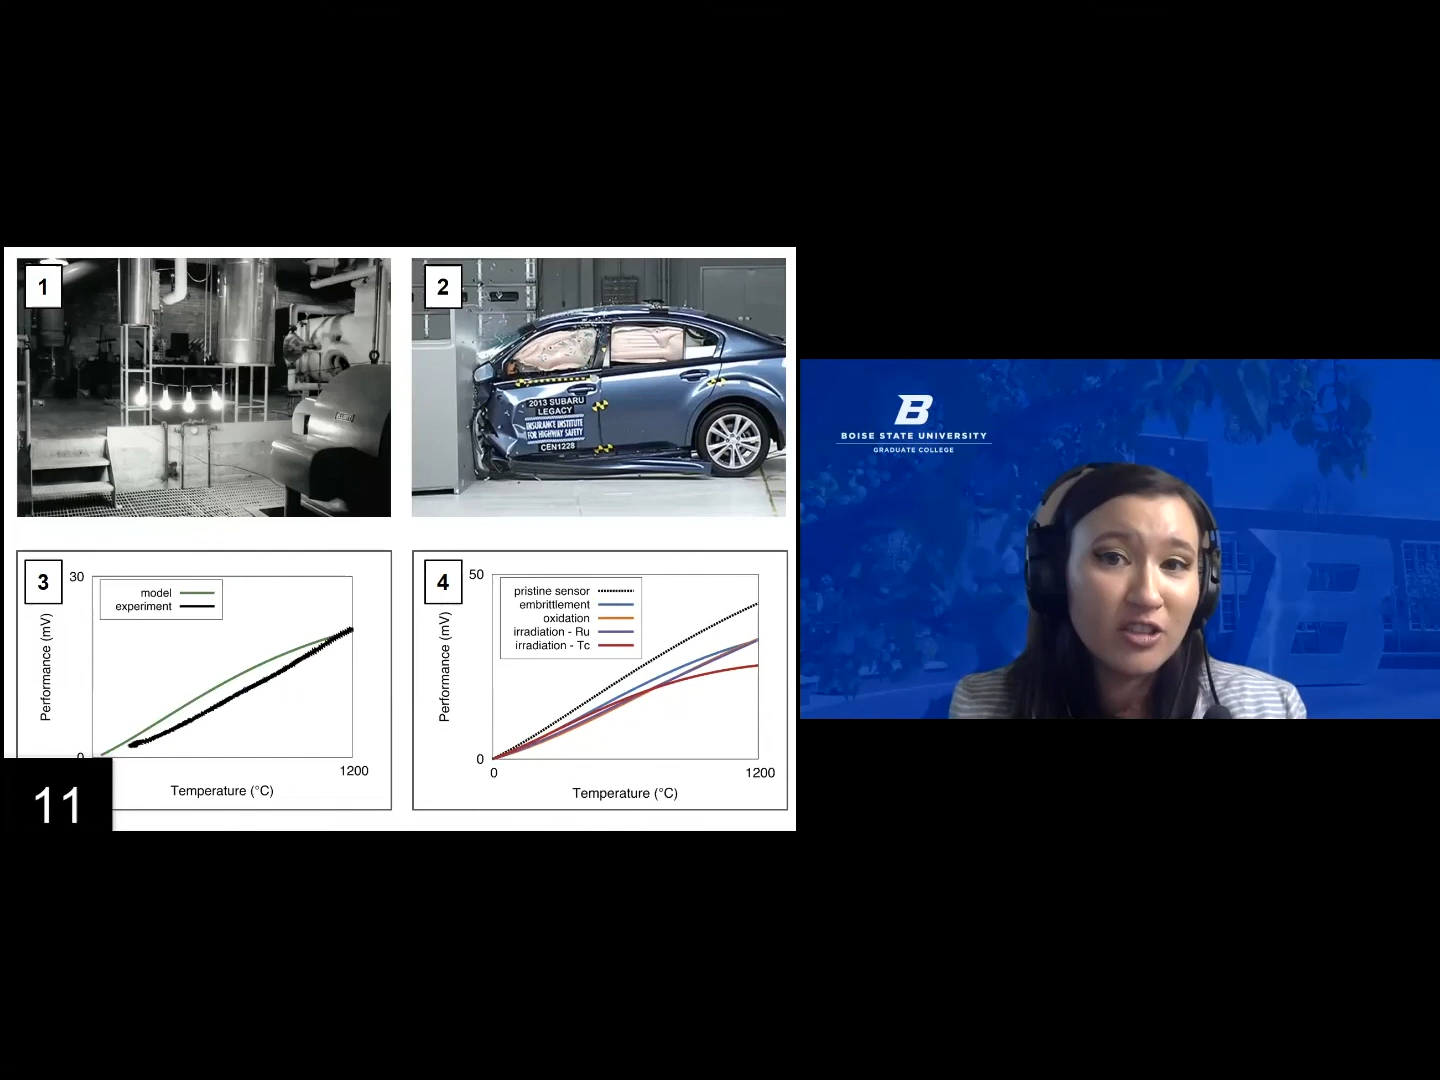 1
2
2013 SUBARU
LEGACY
INSURANCE INSTITUTE
FOR HIGHWAY SAFETY
CEN1228
3
30
model
experiment
Performance (mV)
0
1200
Temperature (°C)
11
4
50
pristine sensor
embrittlement
oxidation
irradiation - Ru
irradiation - Tc
Performance (mV)
0
0
1200
Temperature (°C)
B
BOISE STATE UNIVERSITY
GRADUATE COLLEGE
B